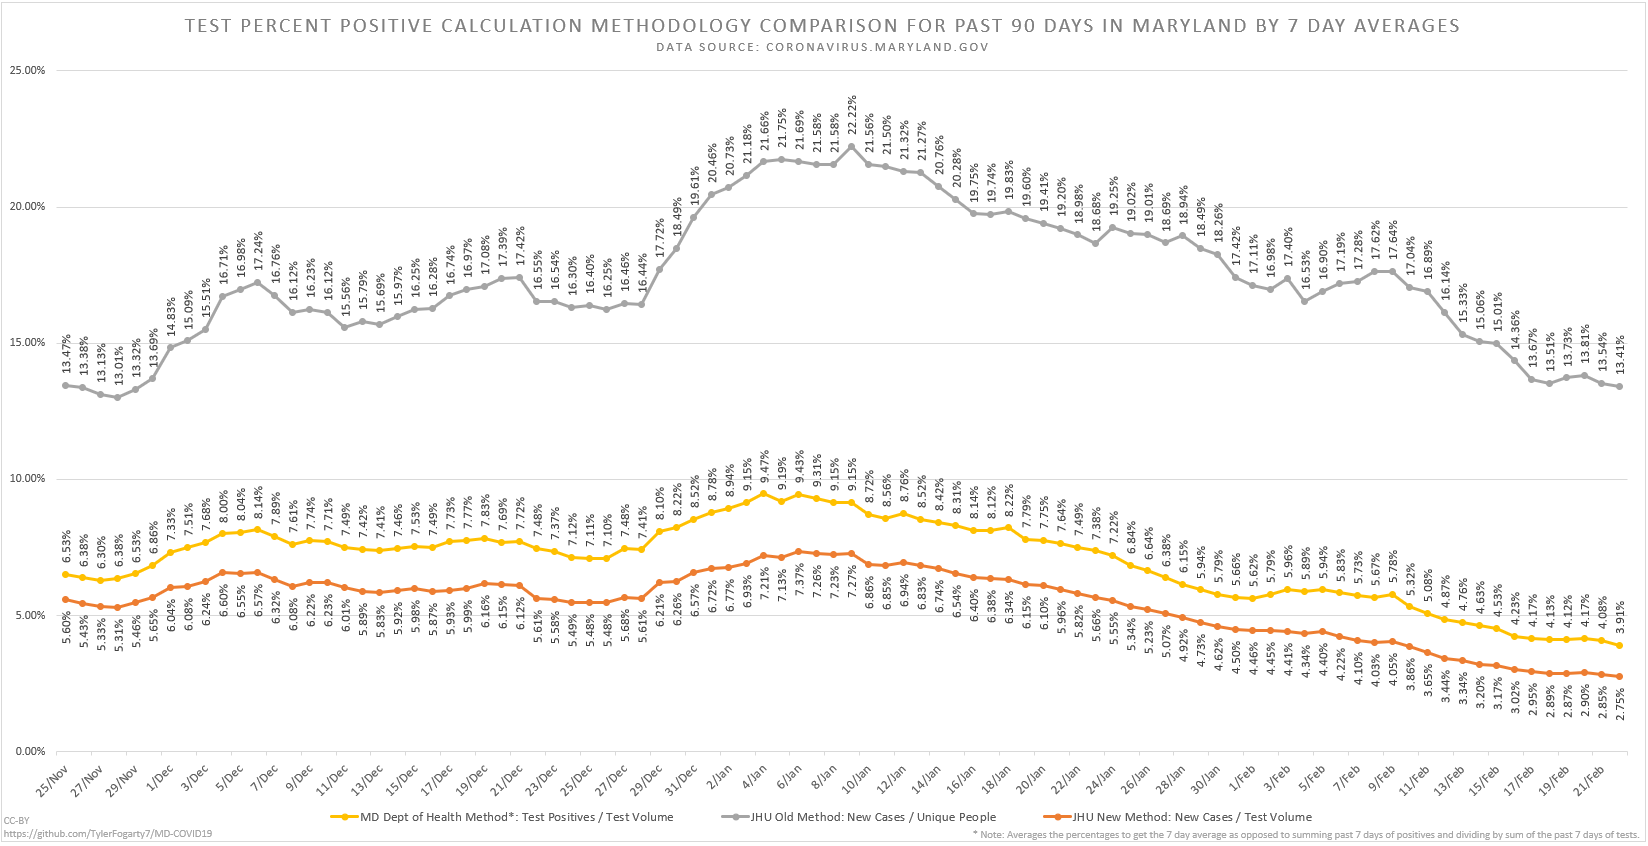 TEST PERCENT POSITIVE CALCULATION METHODOLOGY COMPARISON FOR PAST 90 DAYS IN MARYLAND BY 7 DAY AVERAGES
DATA SOURCE: CORONAVIRUS.MARYLAND.GOV
25.00%
20.00%
15.00%
10.00%
5.00%
0.00%
13.47% 13.38% 13.13% 13.01% 13.32% 13.69% 14.83% 15.09% 15.51% 16.71% 16.98% 17.24% 16.76% 16.12% 16.23% 16.12% 15.56% 15.79% 15.69% 15.97% 16.25% 16.28% 16.74% 16.97% 17.08% 17.39% 17.42% 16.55% 16.54% 16.30% 16.40% 16.25% 16.46% 16.44% 17.72% 18.49% 19.61% 20.46% 20.73% 21.18% 21.66% 21.75% 21.69% 21.58% 21.58% 22.22% 21.56% 21.50% 21.32% 21.27% 20.76% 20.28% 19.75% 19.74% 19.83% 19.60% 19.41% 19.20% 18.98% 18.68% 19.25% 19.02% 19.01% 18.69% 18.94% 18.49% 18.26% 17.42% 17.11% 16.98% 17.40% 16.53% 16.90% 17.19% 17.28% 17.62% 17.64% 17.04% 16.89% 16.14% 15.33% 15.06% 15.01% 14.36% 13.67% 13.51% 13.73% 13.81% 13.54% 13.41%
6.53% 6.38% 6.30% 6.38% 6.53% 6.86% 7.33% 7.51% 7.68% 8.00% 8.04% 8.14% 7.89% 7.61% 7.74% 7.71% 7.49% 7.42% 7.41% 7.46% 7.53% 7.49% 7.73% 7.77% 7.83% 7.69% 7.72% 7.48% 7.37% 7.12% 7.11% 7.10% 7.48% 7.41% 8.10% 8.22% 8.52% 8.78% 8.94% 9.15% 9.47% 9.19% 9.43% 9.31% 9.15% 9.15% 8.72% 8.56% 8.76% 8.52% 8.42% 8.31% 8.14% 8.12% 8.22% 7.79% 7.75% 7.64% 7.49% 7.38% 7.22% 6.84% 6.64% 6.38% 6.15% 5.94% 5.79% 5.66% 5.62% 5.79% 5.96% 5.89% 5.94% 5.83% 5.73% 5.67% 5.78% 5.32% 5.08% 4.87% 4.76% 4.63% 4.53% 4.23% 4.17% 4.13% 4.12% 4.17% 4.08% 3.91%
5.60% 5.43% 5.33% 5.31% 5.46% 5.65% 6.04% 6.08% 6.24% 6.60% 6.55% 6.57% 6.32% 6.08% 6.22% 6.23% 6.01% 5.89% 5.83% 5.92% 5.98% 5.87% 5.93% 5.99% 6.16% 6.15% 6.12% 5.61% 5.58% 5.49% 5.48% 5.48% 5.68% 5.61% 6.21% 6.26% 6.57% 6.72% 6.77% 6.93% 7.21% 7.13% 7.37% 7.26% 7.23% 7.27% 6.86% 6.85% 6.94% 6.83% 6.74% 6.54% 6.40% 6.38% 6.34% 6.15% 6.10% 5.96% 5.82% 5.66% 5.55% 5.34% 5.23% 5.07% 4.92% 4.73% 4.62% 4.50% 4.46% 4.45% 4.41% 4.34% 4.40% 4.22% 4.10% 4.03% 4.05% 3.86% 3.65% 3.44% 3.34% 3.20% 3.17% 3.02% 2.95% 2.89% 2.87% 2.90% 2.85% 2.75%
25/Nov 27/Nov 29/Nov 1/Dec 3/Dec 5/Dec 7/Dec 9/Dec 11/Dec 13/Dec 15/Dec 17/Dec 19/Dec 21/Dec 23/Dec 25/Dec 27/Dec 29/Dec 31/Dec 2/Jan 4/Jan 6/Jan 8/Jan 10/Jan 12/Jan 14/Jan 16/Jan 18/Jan 20/Jan 22/Jan 24/Jan 26/Jan 28/Jan 30/Jan 1/Feb 3/Feb 5/Feb 7/Feb 9/Feb 11/Feb 13/Feb 15/Feb 17/Feb 19/Feb 21/Feb
MD Dept of Health Method*: Test Positives / Test Volume JHU Old Method: New Cases / Unique People JHU New Method: New Cases / Test Volume
CC-BY
https://github.com/TylerFogarty7/MD-COVID19
* Note: Averages the percentages to get the 7 day average as opposed to summing past 7 days of positives and dividing by sum of the past 7 days of tests.